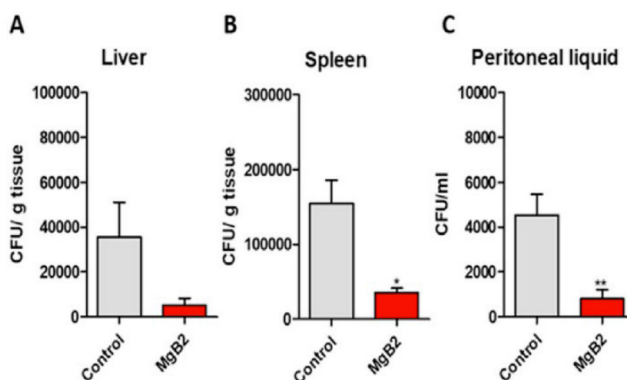 A
Liver
CFU/ g tissue
100000
80000
60000
40000
20000
0
Control
MgB2
B
Spleen
CFU/ g tissue
300000
200000
100000
0
*
Control
MgB2
C
Peritoneal liquid
CFU/ml
10000
8000
6000
4000
2000
0
**
Control
MgB2